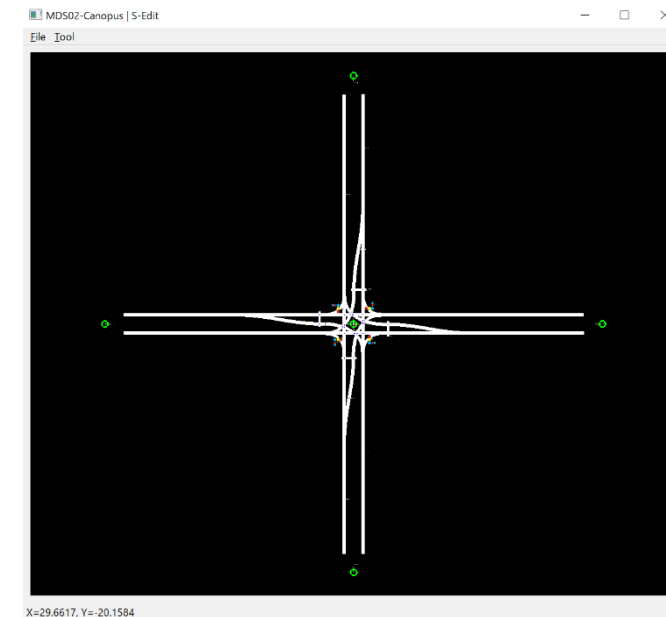 MDS02-Canopus | S-Edit
File Tool
X=29.6617, Y=-20.1584